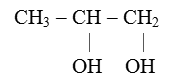 CH₃ – CH – CH₂
| |
OH OH